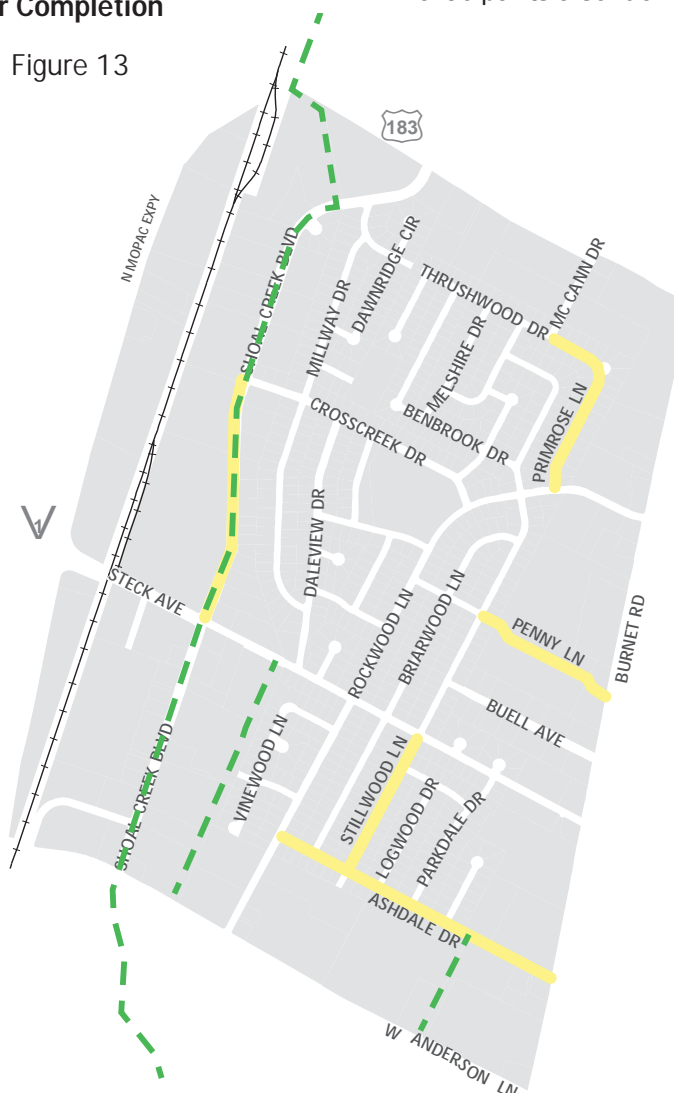 r Completion
Figure 13
183
N MOPAC EXPY
SHOAL CREEK BLVD
MILLWAY DR
DAWNRIDGE CIR
THRUSHWOOD DR
MC CANN DR
MELSHIRE DR
BENBROOK DR
CROSSCREEK DR
PRIMROSE LN
1
STECK AVE
DALEVIEW DR
ROCKWOOD LN
BRIARWOOD LN
PENNY LN
BURNET RD
BUELL AVE
SHOAL CREEK BLVD
VINEWOOD LN
STILLWOOD LN
LOGWOOD DR
PARKDALE DR
ASHDALE DR
W ANDERSON LN